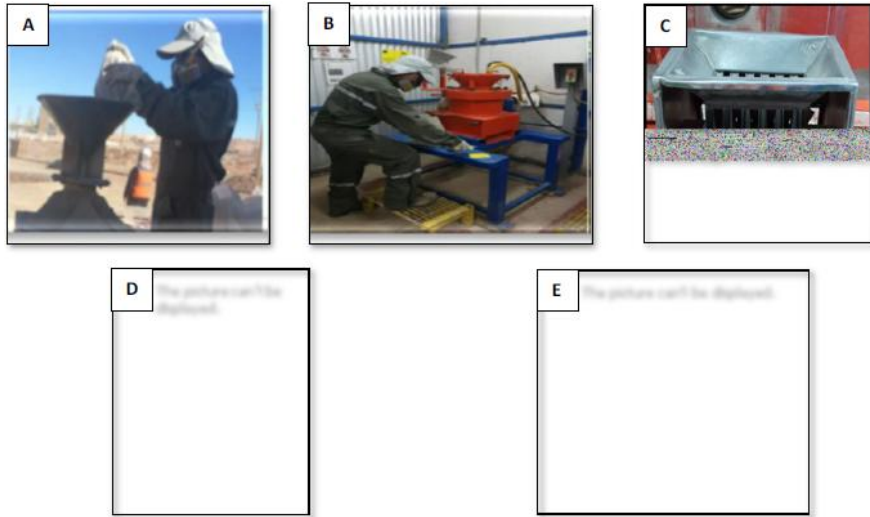 A
B
C
D
The picture can't be
displayed.
E
The picture can't be displayed.